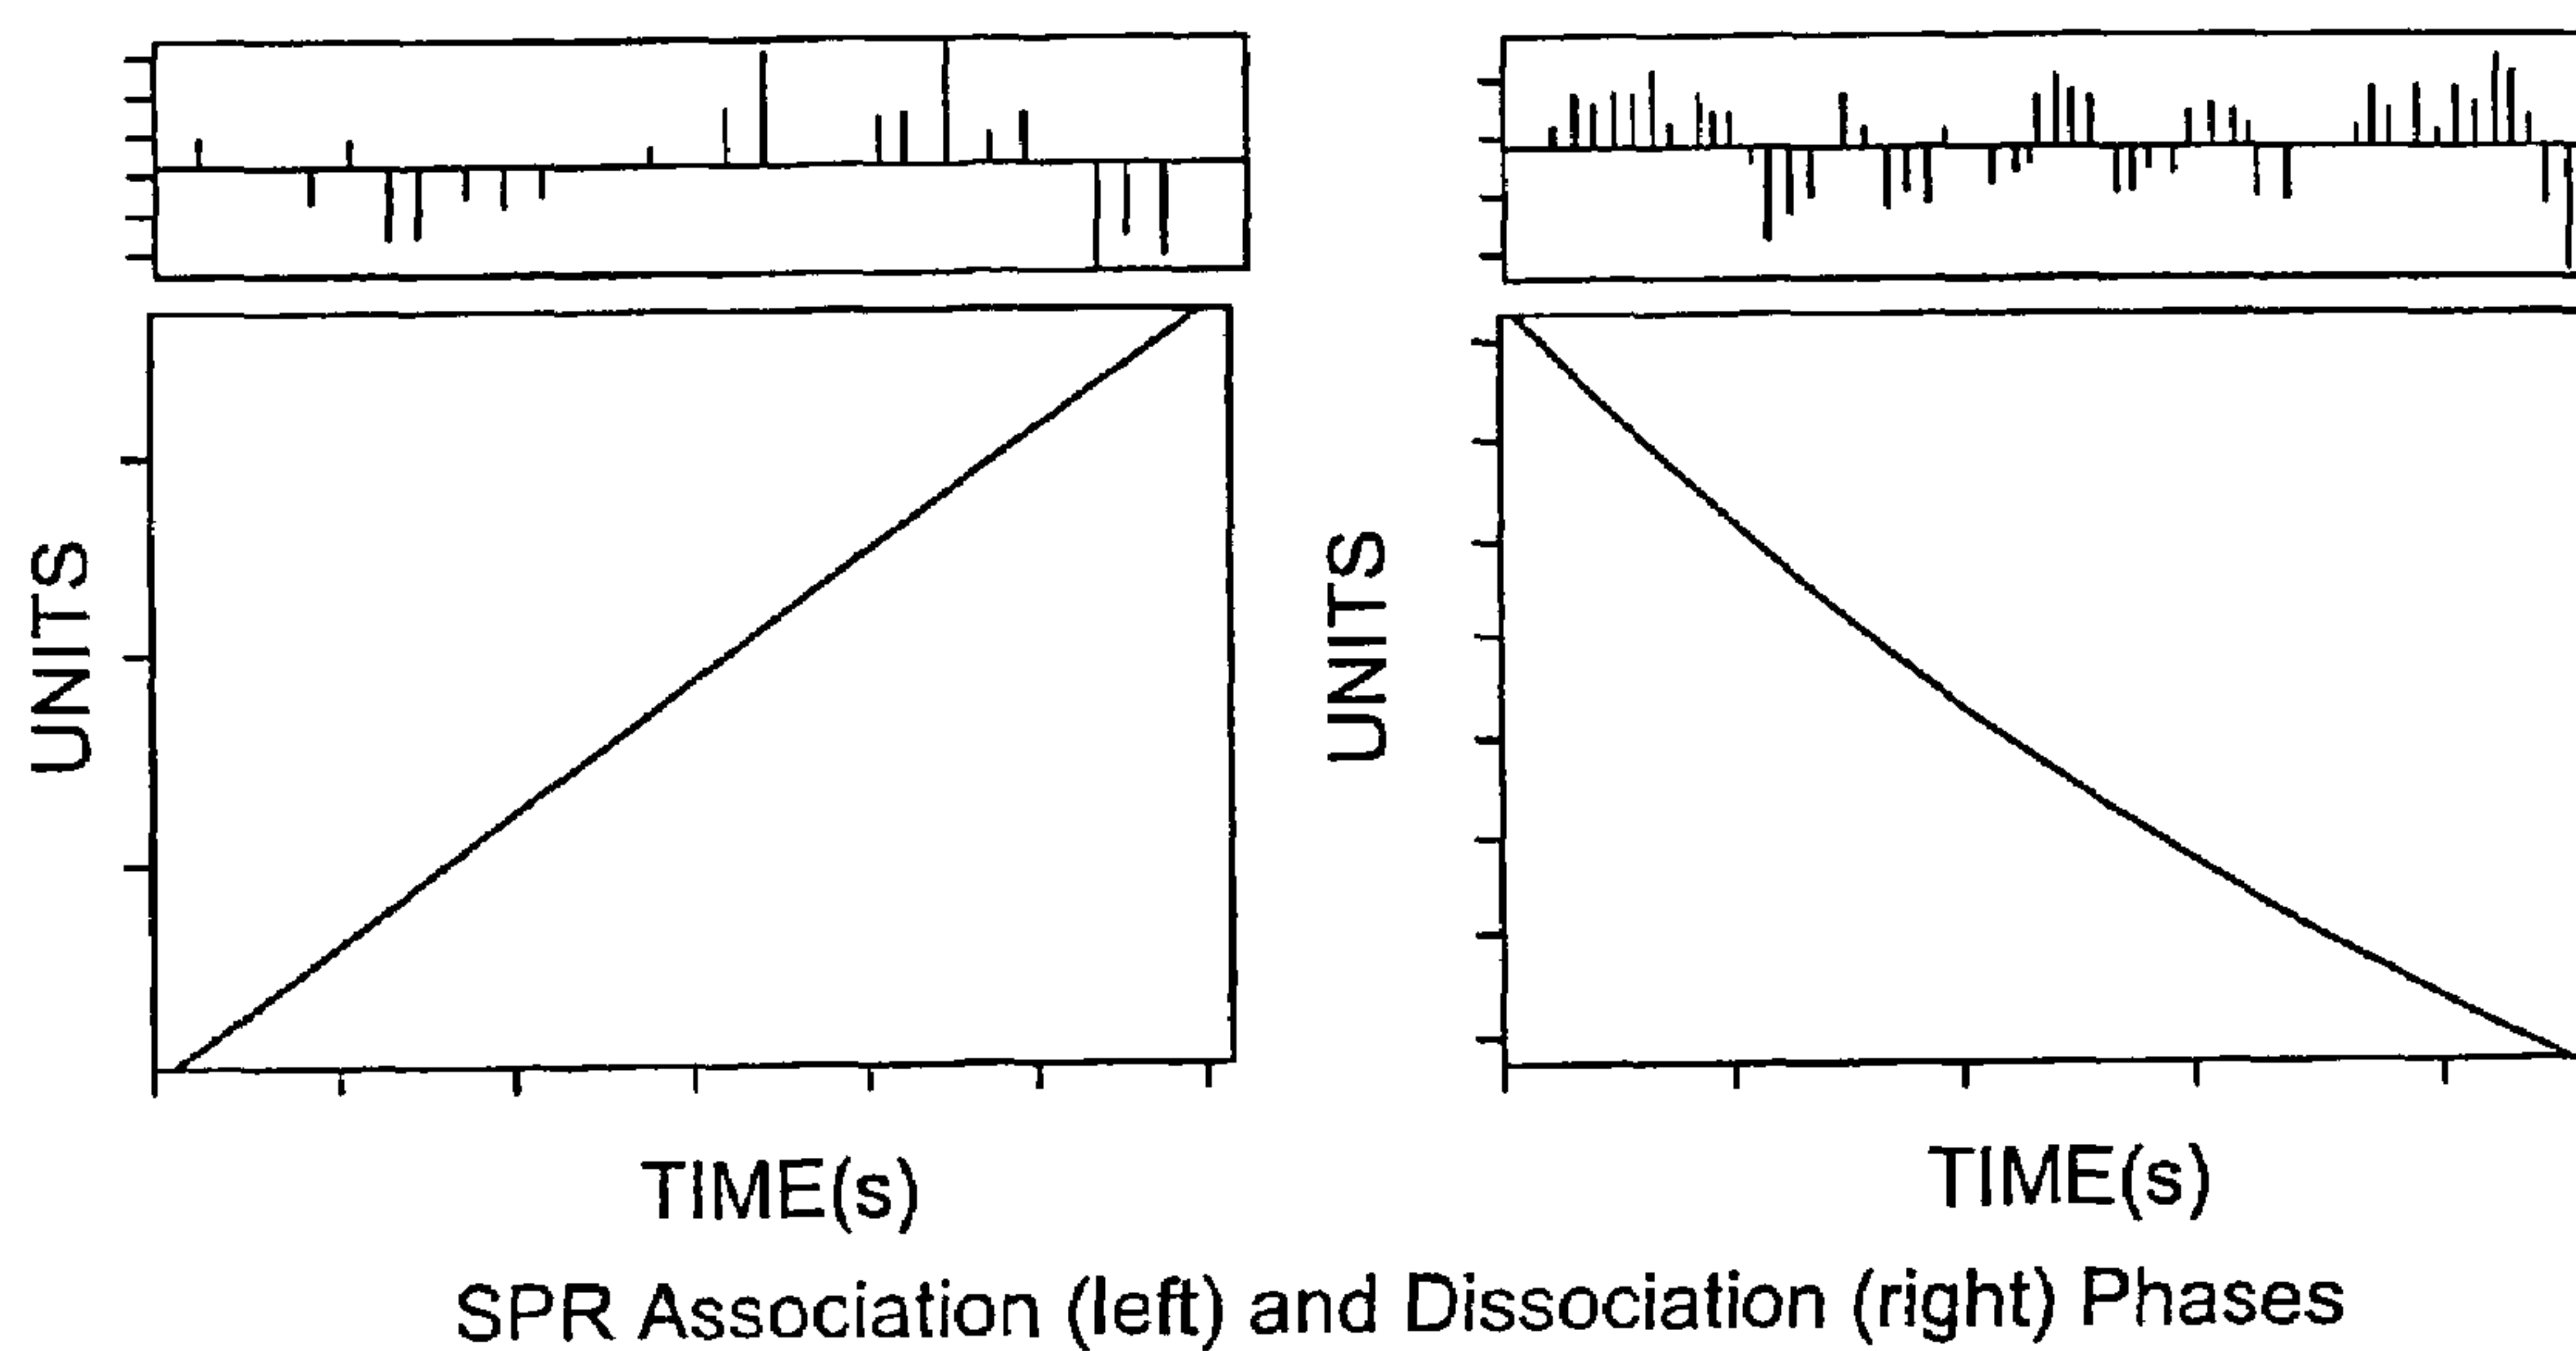 UNITS
UNITS
TIME(s)
TIME(s)
SPR Association (left) and Dissociation (right) Phases